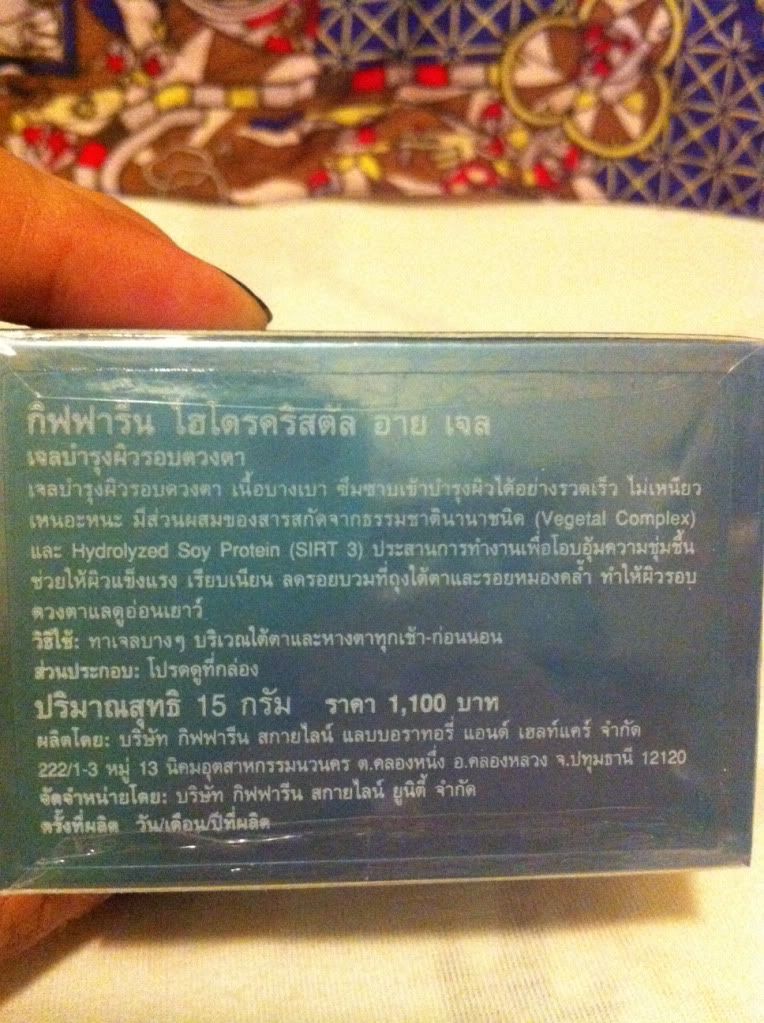 กิฟฟารีน ไฮโดรคริสตัล อาย เจล
เจลบำรุงผิวรอบดวงตา
เจลบำรุงผิวรอบดวงตา เนื้อบางเบา ซึมซาบเข้าบำรุงผิวได้อย่างรวดเร็ว ไม่เหนียว
เหนอะหนะ มีส่วนผสมของสารสกัดจากธรรมชาตินานาชนิด (Vegetal Complex)
และ Hydrolyzed Soy Protein (SIRT 3) ประสานการทำงานเพื่อโอบอุ้มความชุ่มชื้น
ช่วยให้ผิวแข็งแรง เรียบเนียน ลดรอยบวมที่ถุงใต้ตาและรอยหมองคล้ำ ทำให้ผิวรอบ
ดวงตาแลดูอ่อนเยาว์
วิธีใช้: ทาเจลบางๆ บริเวณใต้ตาและหางตาทุกเช้า-ก่อนนอน
ส่วนประกอบ: โปรดดูที่กล่อง
ปริมาณสุทธิ 15 กรัม ราคา 1,100 บาท
ผลิตโดย: บริษัท กิฟฟารีน สกายไลน์ แลบบอราทอรี่ แอนด์ เฮลท์แคร์ จำกัด
222/1-3 หมู่ 13 นิคมอุตสาหกรรมนวนคร ต.คลองหนึ่ง อ.คลองหลวง จ.ปทุมธานี 12120
จัดจำหน่ายโดย: บริษัท กิฟฟารีน สกายไลน์ ยูนิตี้ จำกัด
ครั้งที่ผลิต วัน/เดือน/ปีที่ผลิต